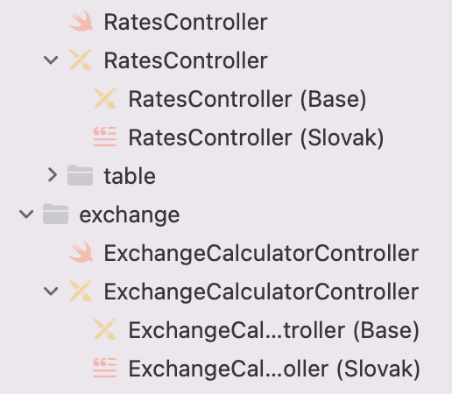 RatesController
RatesController
RatesController (Base)
RatesController (Slovak)
table
exchange
ExchangeCalculatorController
ExchangeCalculatorController
ExchangeCal...troller (Base)
ExchangeCal...oller (Slovak)